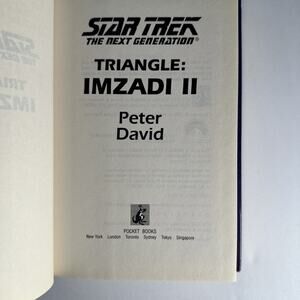 STAR TREK
THE NEXT GENERATION®
TRIANGLE:
IMZADI II
Peter
David
POCKET BOOKS
New York London Toronto Sydney Tokyo Singapore